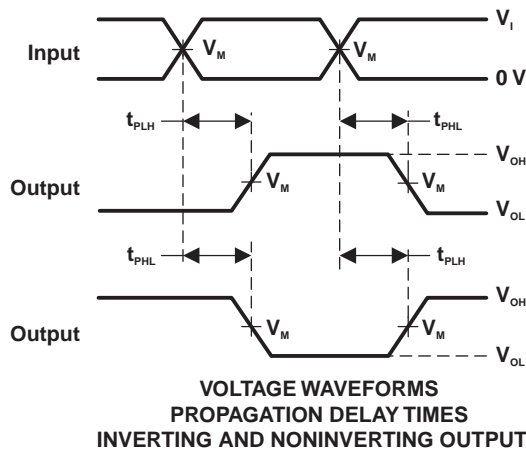 V_I
Input
V_M
V_M
0 V
t_PLH
t_PHL
V_OH
Output
V_M
V_M
V_OL
t_PHL
t_PLH
V_OH
Output
V_M
V_M
V_OL
VOLTAGE WAVEFORMS
PROPAGATION DELAY TIMES
INVERTING AND NONINVERTING OUTPUT